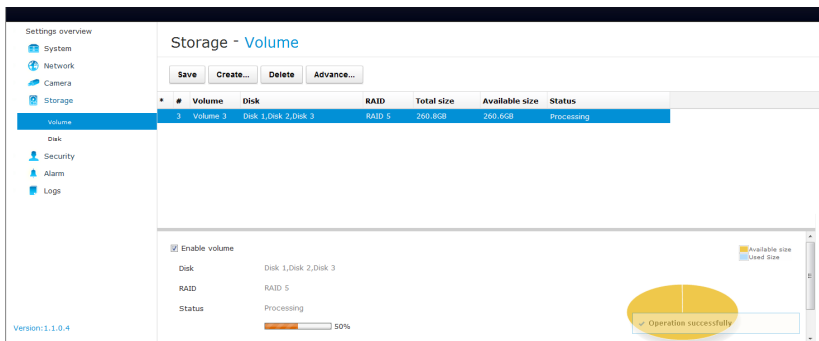 Settings overview
System
Network
Camera
Storage
Volume
Disk
Security
Alarm
Logs
Version:1.1.0.4
Storage - Volume
Save Create... Delete Advance...
* # Volume Disk RAID Total size Available size Status
3 Volume 3 Disk 1,Disk 2,Disk 3 RAID 5 260.8GB 260.6GB Processing
Enable volume
Disk Disk 1,Disk 2,Disk 3
RAID RAID 5
Status Processing
50%
Available size
Used Size
Operation successfully